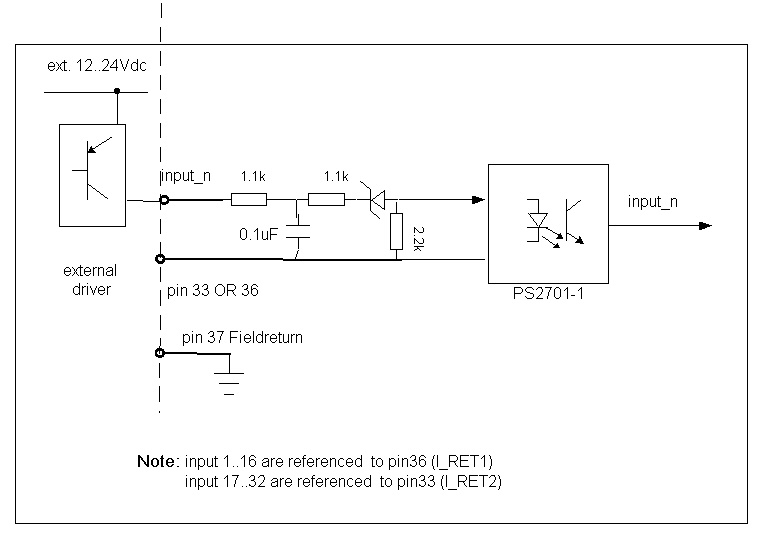 ext. 12..24Vdc
input_n
1.1k
1.1k
input_n
0.1uF
2.2k
external
driver
pin 33 OR 36
PS2701-1
pin 37 Fieldreturn
Note: input 1..16 are referenced to pin36 (I_RET1)
input 17..32 are referenced to pin33 (I_RET2)